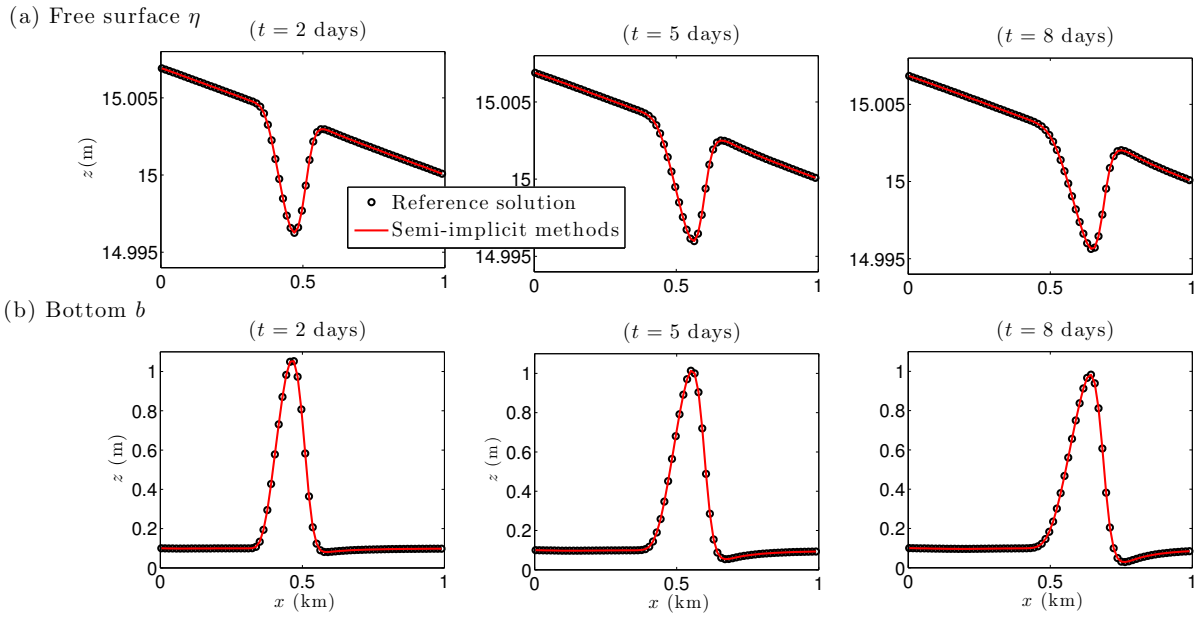 (a) Free surface η
(t = 2 days) (t = 5 days) (t = 8 days)
z(m)
15.005 15.005 15.005
15 15 15
14.995 14.995 14.995
Reference solution
Semi-implicit methods
0 0.5 1 0 0.5 1 0 0.5 1
(b) Bottom b
(t = 2 days) (t = 5 days) (t = 8 days)
z (m) z (m)
1 1 1
0.8 0.8 0.8
0.6 0.6 0.6
0.4 0.4 0.4
0.2 0.2 0.2
0 0 0
0 0.5 1 0 0.5 1 0 0.5 1
x (km) x (km) x (km)